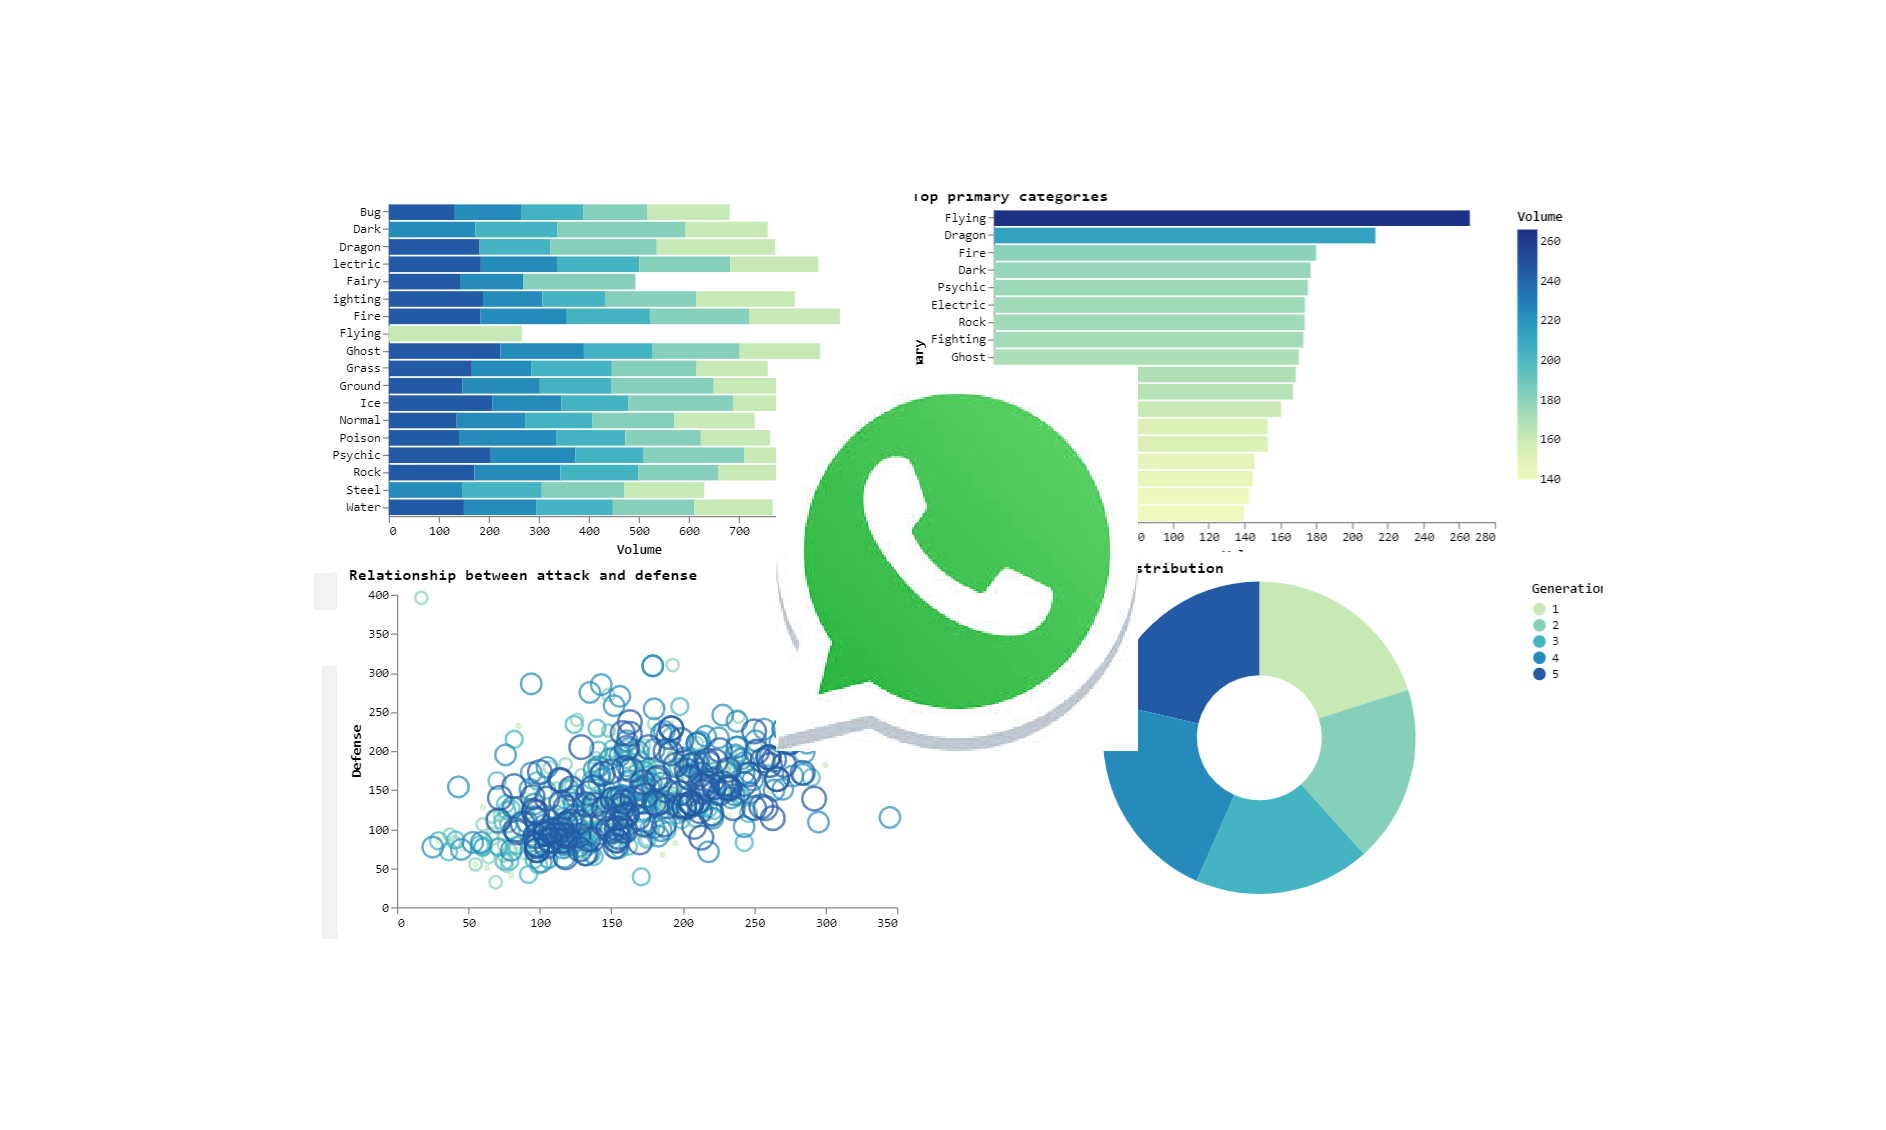 Bug
Dark
Dragon
lectric
Fairy
ighting
Fire
Flying
Ghost
Grass
Ground
Ice
Normal
Poison
Psychic
Rock
Steel
Water
0 100 200 300 400 500 600 700
Volume
Top primary categories
Flying
Dragon
Fire
Dark
Psychic
Electric
Rock
Fighting
Ghost
ary
0 100 120 140 160 180 200 220 240 260 280
Volume
260
240
220
200
180
160
140
Relationship between attack and defense
400
350
300
250
200
150
100
50
0
Defense
0 50 100 150 200 250 300 350
stribution
Generation
1
2
3
4
5